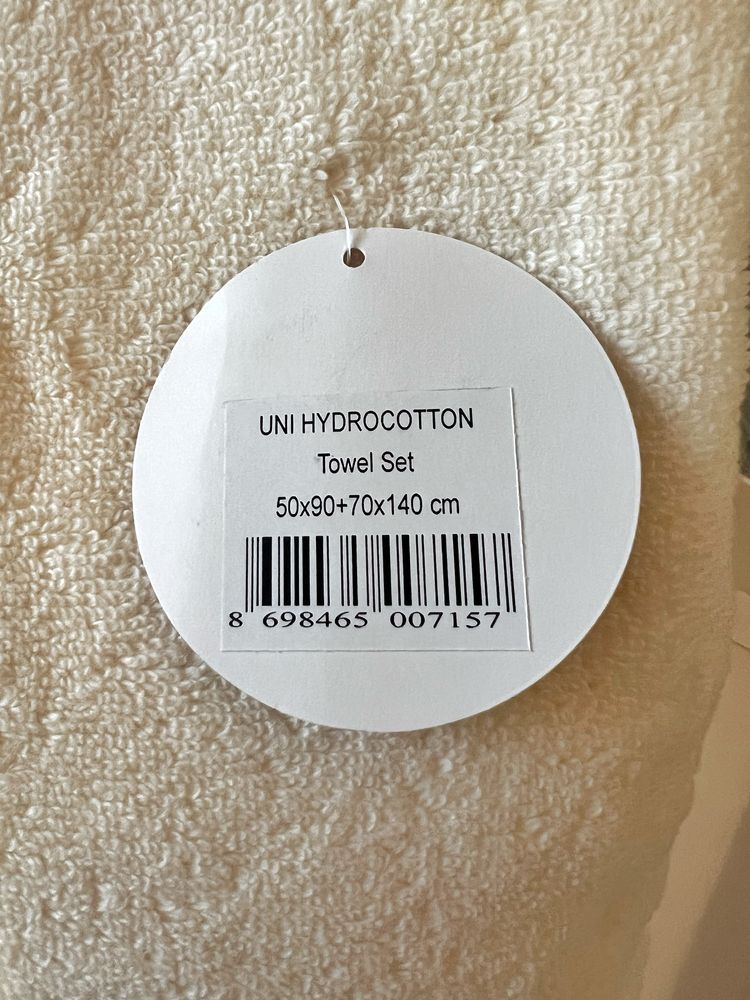 UNI HYDROCOTTON
Towel Set
50x90+70x140 cm
8 698465 007157